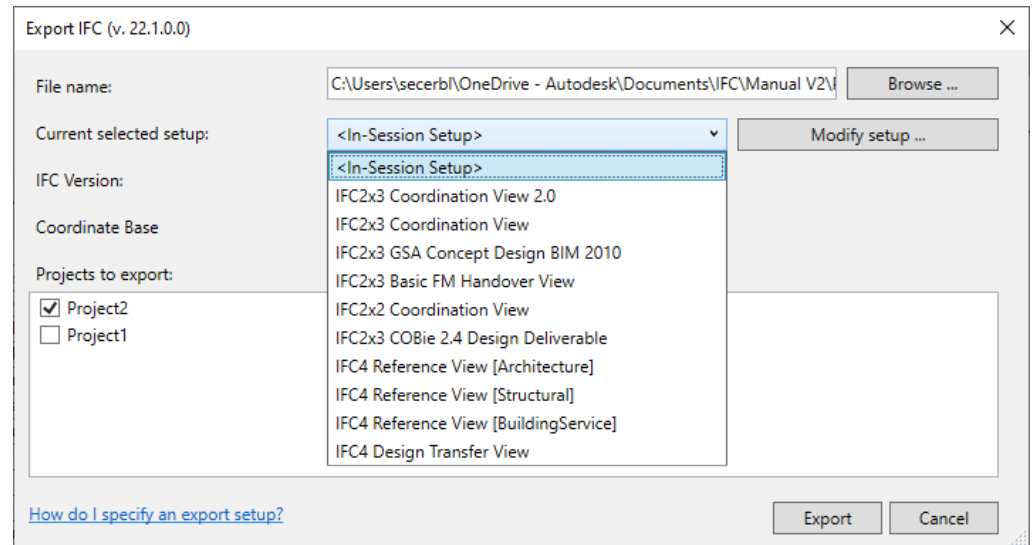 Export IFC (v. 22.1.0.0)
File name:
C:\Users\secerbl\OneDrive - Autodesk\Documents\IFC\Manual V2\
Browse ...
Current selected setup:
<In-Session Setup>
Modify setup ...
<In-Session Setup>
IFC Version:
IFC2x3 Coordination View 2.0
IFC2x3 Coordination View
Coordinate Base
IFC2x3 GSA Concept Design BIM 2010
Projects to export:
IFC2x3 Basic FM Handover View
Project2
IFC2x2 Coordination View
Project1
IFC2x3 COBie 2.4 Design Deliverable
IFC4 Reference View [Architecture]
IFC4 Reference View [Structural]
IFC4 Reference View [BuildingService]
IFC4 Design Transfer View
How do I specify an export setup?
Export
Cancel